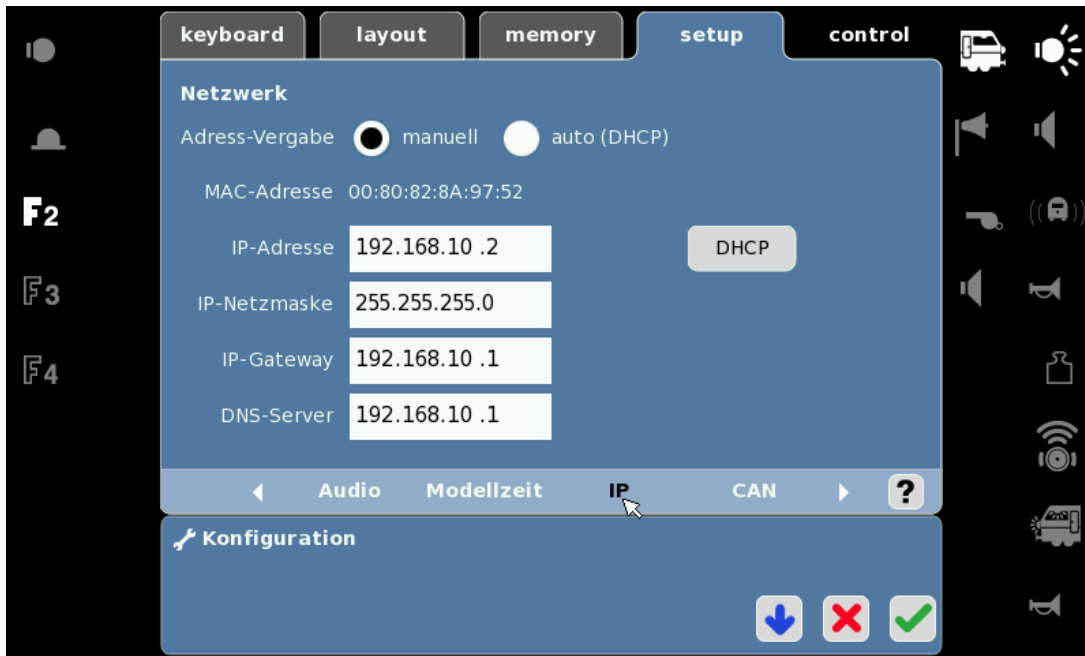 keyboard layout memory setup control
Netzwerk
Adress-Vergabe manuell auto (DHCP)
MAC-Adresse 00:80:82:8A:97:52
F2
IP-Adresse 192.168.10 .2 DHCP
F3
IP-Netzmaske 255.255.255.0
F4
IP-Gateway 192.168.10 .1
DNS-Server 192.168.10 .1
Audio Modellzeit IP CAN ?
Konfiguration